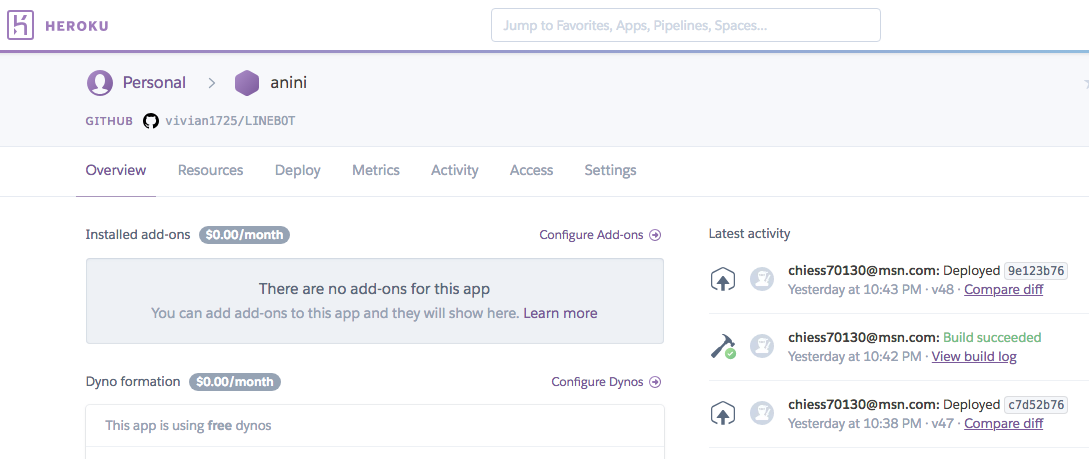 HEROKU
Jump to Favorites, Apps, Pipelines, Spaces...
Personal > anini
GITHUB vivian1725/LINEBOT
Overview Resources Deploy Metrics Activity Access Settings
Installed add-ons $0.00/month Configure Add-ons
There are no add-ons for this app
You can add add-ons to this app and they will show here. Learn more
Dyno formation $0.00/month Configure Dynos
This app is using free dynos
Latest activity
chiess70130@msn.com: Deployed 9e123b76
Yesterday at 10:43 PM · v48 · Compare diff
chiess70130@msn.com: Build succeeded
Yesterday at 10:42 PM · View build log
chiess70130@msn.com: Deployed c7d52b76
Yesterday at 10:38 PM · v47 · Compare diff